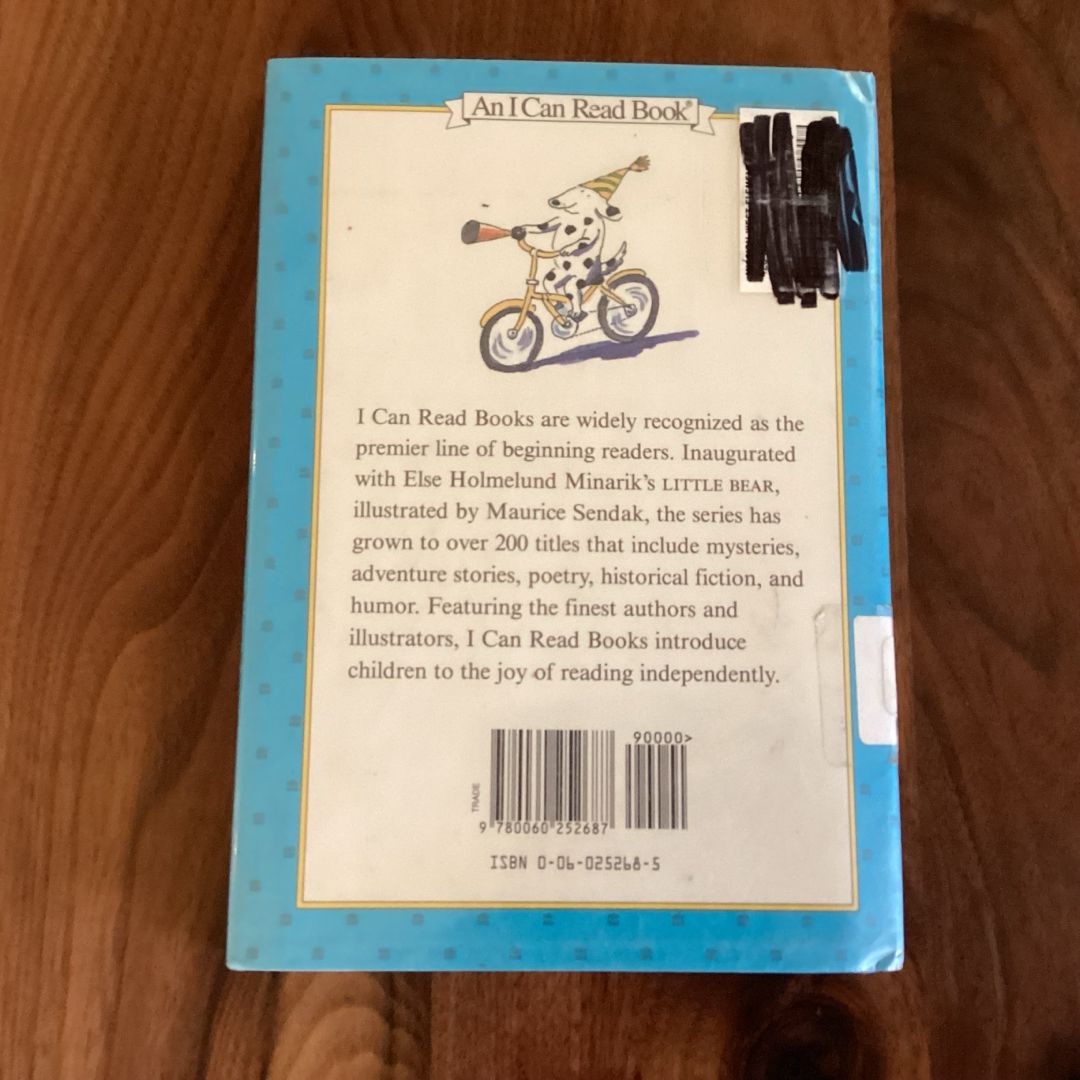 An I Can Read Book®
I Can Read Books are widely recognized as the
premier line of beginning readers. Inaugurated
with Else Holmelund Minarik's LITTLE BEAR,
illustrated by Maurice Sendak, the series has
grown to over 200 titles that include mysteries,
adventure stories, poetry, historical fiction, and
humor. Featuring the finest authors and
illustrators, I Can Read Books introduce
children to the joy of reading independently.
90000>
TRADE
9 780060 252687
ISBN 0-06-025268-5